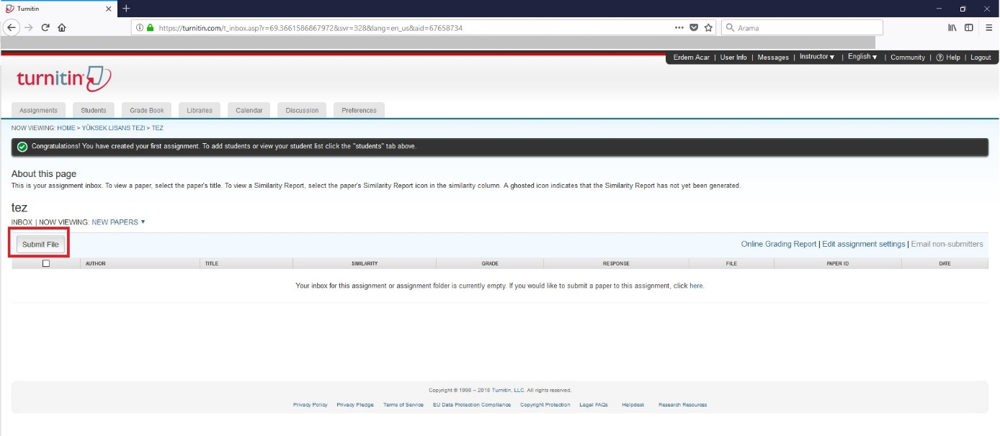 Turnitin
https://turnitin.com/t_inbox.asp?r=69.3661586867972&svr=328&lang=en_us&aid=67658734
Arama
Erdem Acar | User Info | Messages | Instructor ▼ | English ▼ | Community | ? Help | Logout
turnitin
Assignments Students Grade Book Libraries Calendar Discussion Preferences
NOW VIEWING: HOME > YÜKSEK LISANS TEZI > TEZ
Congratulations! You have created your first assignment. To add students or view your student list click the "students" tab above.
About this page
This is your assignment inbox. To view a paper, select the paper's title. To view a Similarity Report, select the paper's Similarity Report icon in the similarity column. A ghosted icon indicates that the Similarity Report has not yet been generated.
tez
INBOX | NOW VIEWING: NEW PAPERS ▼
Submit File
Online Grading Report | Edit assignment settings | Email non-submitters
AUTHOR TITLE SIMILARITY GRADE RESPONSE FILE PAPER ID DATE
Your inbox for this assignment or assignment folder is currently empty. If you would like to submit a paper to this assignment, click here.
Copyright © 1998 – 2018 Turnitin, LLC. All rights reserved.
Privacy Policy Privacy Pledge Terms of Service EU Data Protection Compliance Copyright Protection Legal FAQs Helpdesk Research Resources